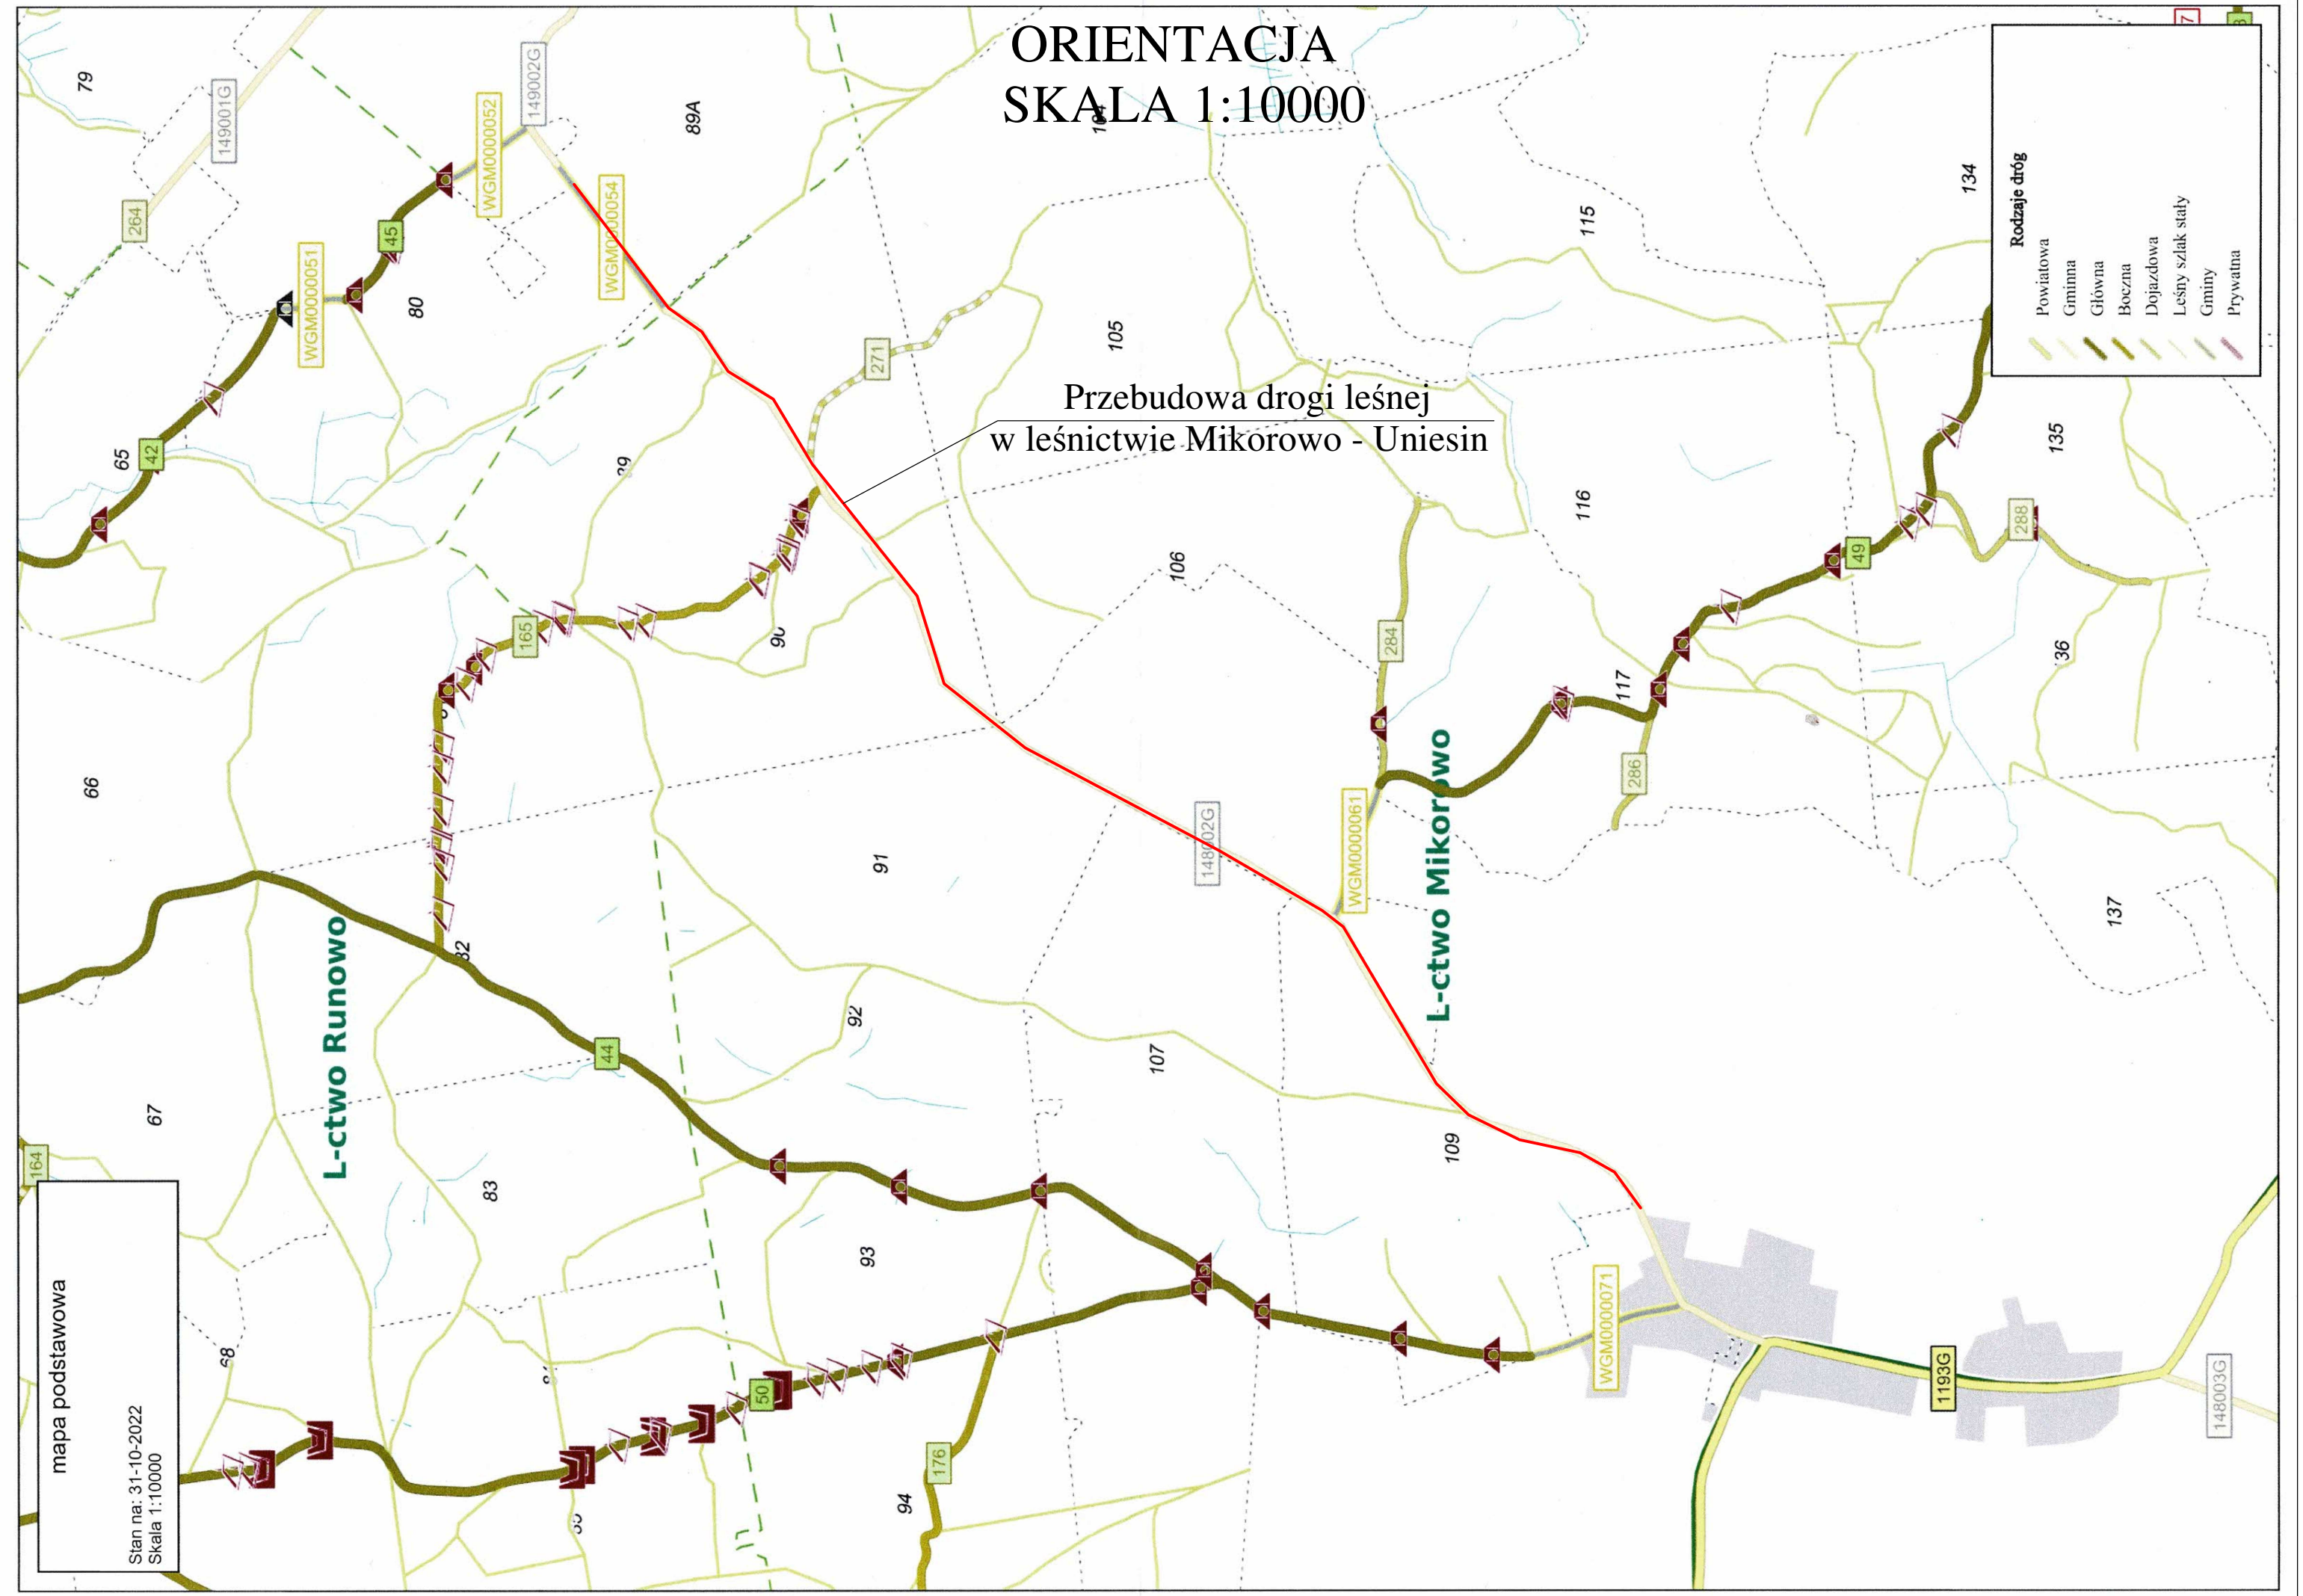 ORIENTACJA
SKALA 1:10000
Przebudowa drogi leśnej
w leśnictwie Mikorowo - Uniesin
Rodzaje dróg
Powiatowa
Gminna
Główna
Boczna
Dojazdowa
Leśny szlak stały
Gminy
Prywatna
mapa podstawowa
Stan na: 31-10-2022
Skala 1:10000
L-ctwo Runowo
L-ctwo Mikorowo
79
149001G
264
WGM0000052
149002G
89A
104
WGM0000054
45
WGM0000051
80
65
42
271
105
115
134
135
116
106
284
49
288
165
90
117
286
66
91
148002G
WGM0000061
137
82
92
44
107
67
164
83
109
93
68
WGM0000071
50
1193G
148003G
176
94